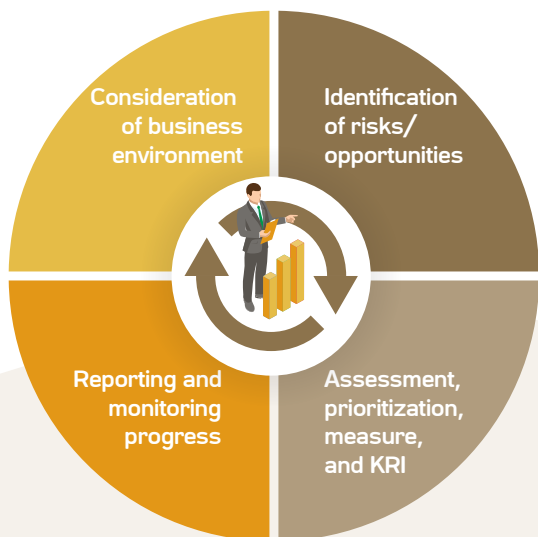 Consideration
of business
environment
Identification
of risks/
opportunities
Reporting and
monitoring
progress
Assessment,
prioritization,
measure,
and KRI